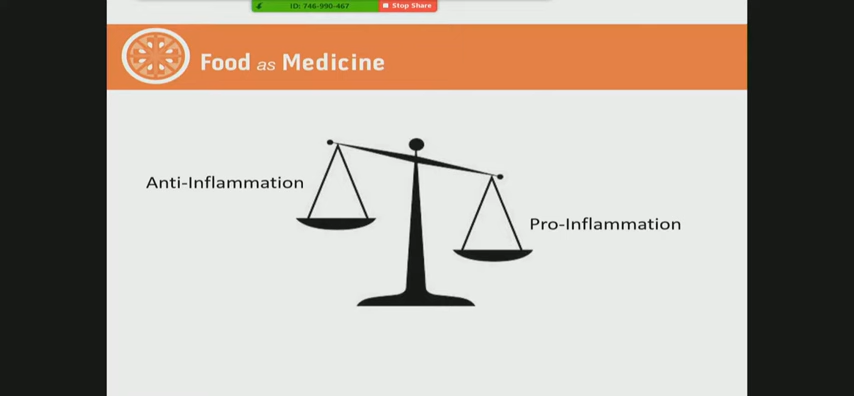 ID: 746-990-467 Stop Share
Food as Medicine
Anti-Inflammation
Pro-Inflammation